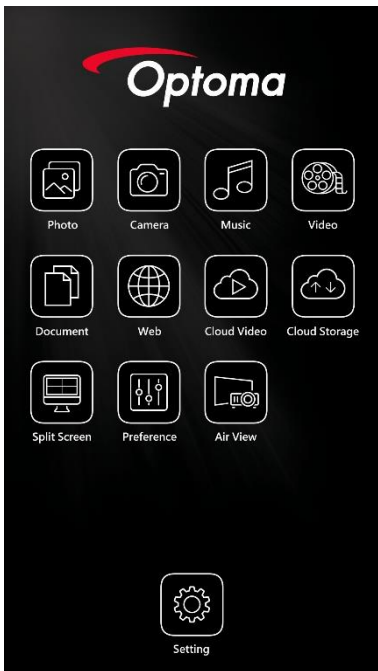 Optoma
Photo Camera Music Video
Document Web Cloud Video Cloud Storage
Split Screen Preference Air View
Setting